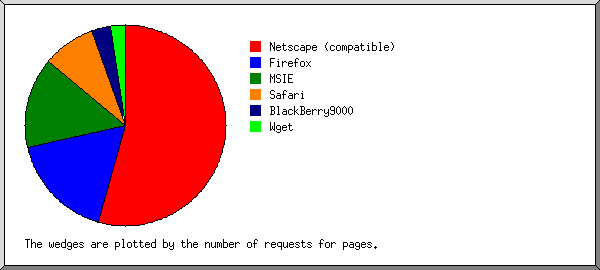 Netscape (compatible)
Firefox
MSIE
Safari
BlackBerry9000
Wget
The wedges are plotted by the number of requests for pages.